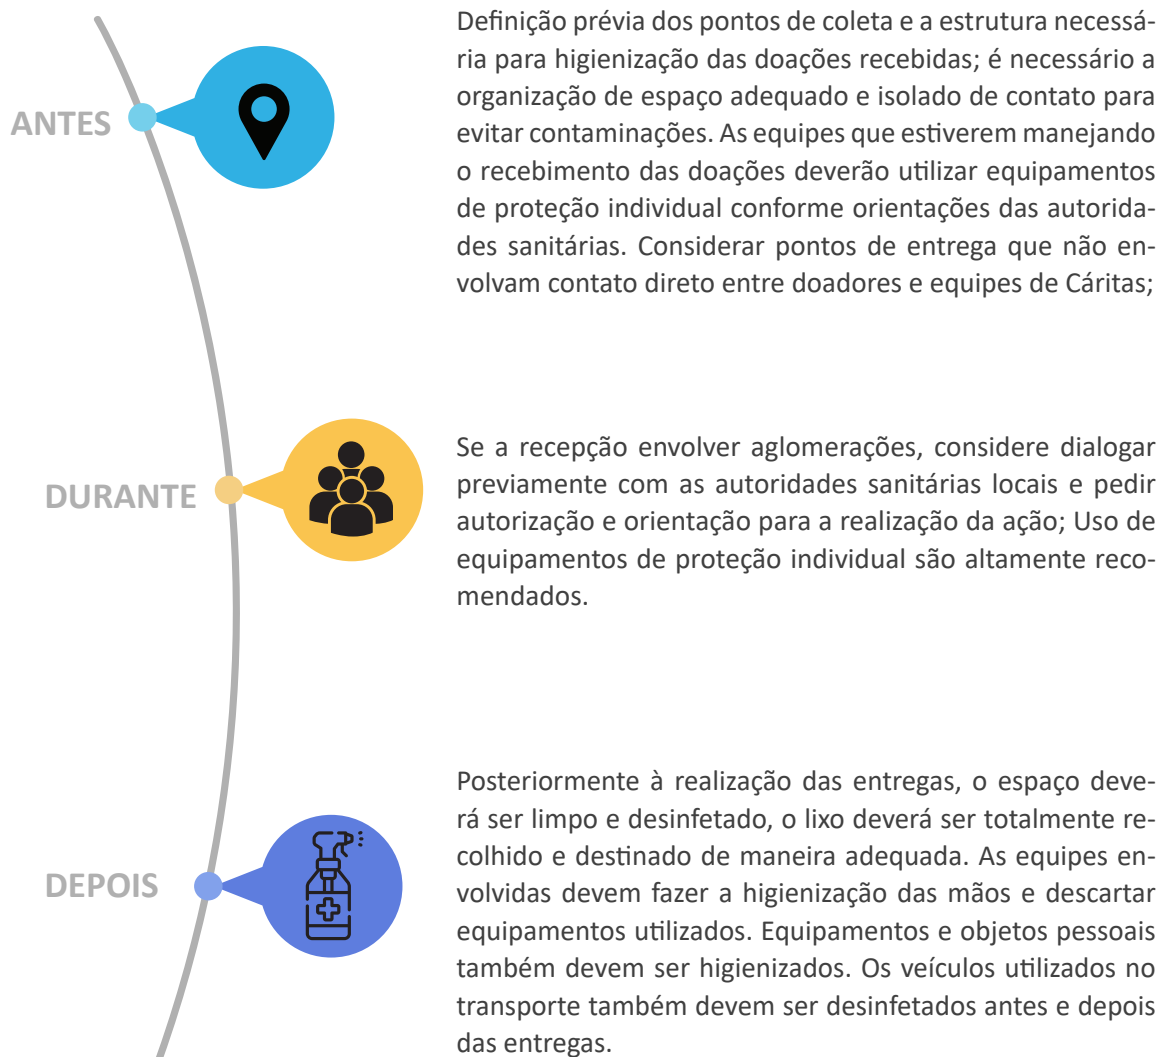 ANTES
Definição prévia dos pontos de coleta e a estrutura necessá-
ria para higienização das doações recebidas; é necessário a
organização de espaço adequado e isolado de contato para
evitar contaminações. As equipes que estiverem manejando
o recebimento das doações deverão utilizar equipamentos
de proteção individual conforme orientações das autorida-
des sanitárias. Considerar pontos de entrega que não en-
volvam contato direto entre doadores e equipes de Cáritas;
DURANTE
Se a recepção envolver aglomerações, considere dialogar
previamente com as autoridades sanitárias locais e pedir
autorização e orientação para a realização da ação; Uso de
equipamentos de proteção individual são altamente reco-
mendados.
DEPOIS
Posteriormente à realização das entregas, o espaço deve-
rá ser limpo e desinfetado, o lixo deverá ser totalmente re-
colhido e destinado de maneira adequada. As equipes en-
volvidas devem fazer a higienização das mãos e descartar
equipamentos utilizados. Equipamentos e objetos pessoais
também devem ser higienizados. Os veículos utilizados no
transporte também devem ser desinfetados antes e depois
das entregas.